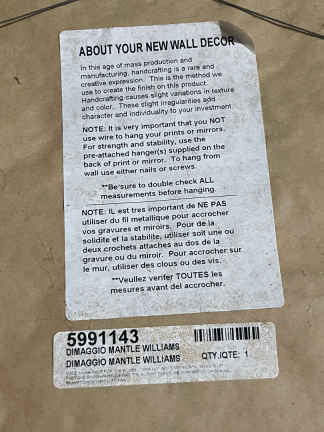 ABOUT YOUR NEW WALL DECOR
In this age of mass production and
manufacturing, handcrafting is a rare and
creative expression. This is the method we
use to create the finish on this product.
Handcrafting causes slight variations in texture
and color. These slight irregularities add
character and individuality to your investment.
NOTE: It is very important that you NOT
use wire to hang your prints or mirrors.
For strength and stability, use the
pre-attached hanger(s) supplied on the
back of print or mirror. To hang from
wall use either nails or screws.
**Be sure to double check ALL
measurements before hanging.
NOTE: IL est tres important de NE PAS
utiliser du fil metallique pour accrocher
vos gravures et miroirs. Pour de la
solidite et la stabilite, utiliser soit une ou
deux crochets attaches au dos de la
gravure ou du miroir. Pour accrocher sur
le mur, utiliser des clous ou des vis.
**Veullez verifer TOUTES les
mesures avant del accrocher.
5991143
DIMAGGIO MANTLE WILLIAMS
DIMAGGIO MANTLE WILLIAMS QTY./QTE: 1